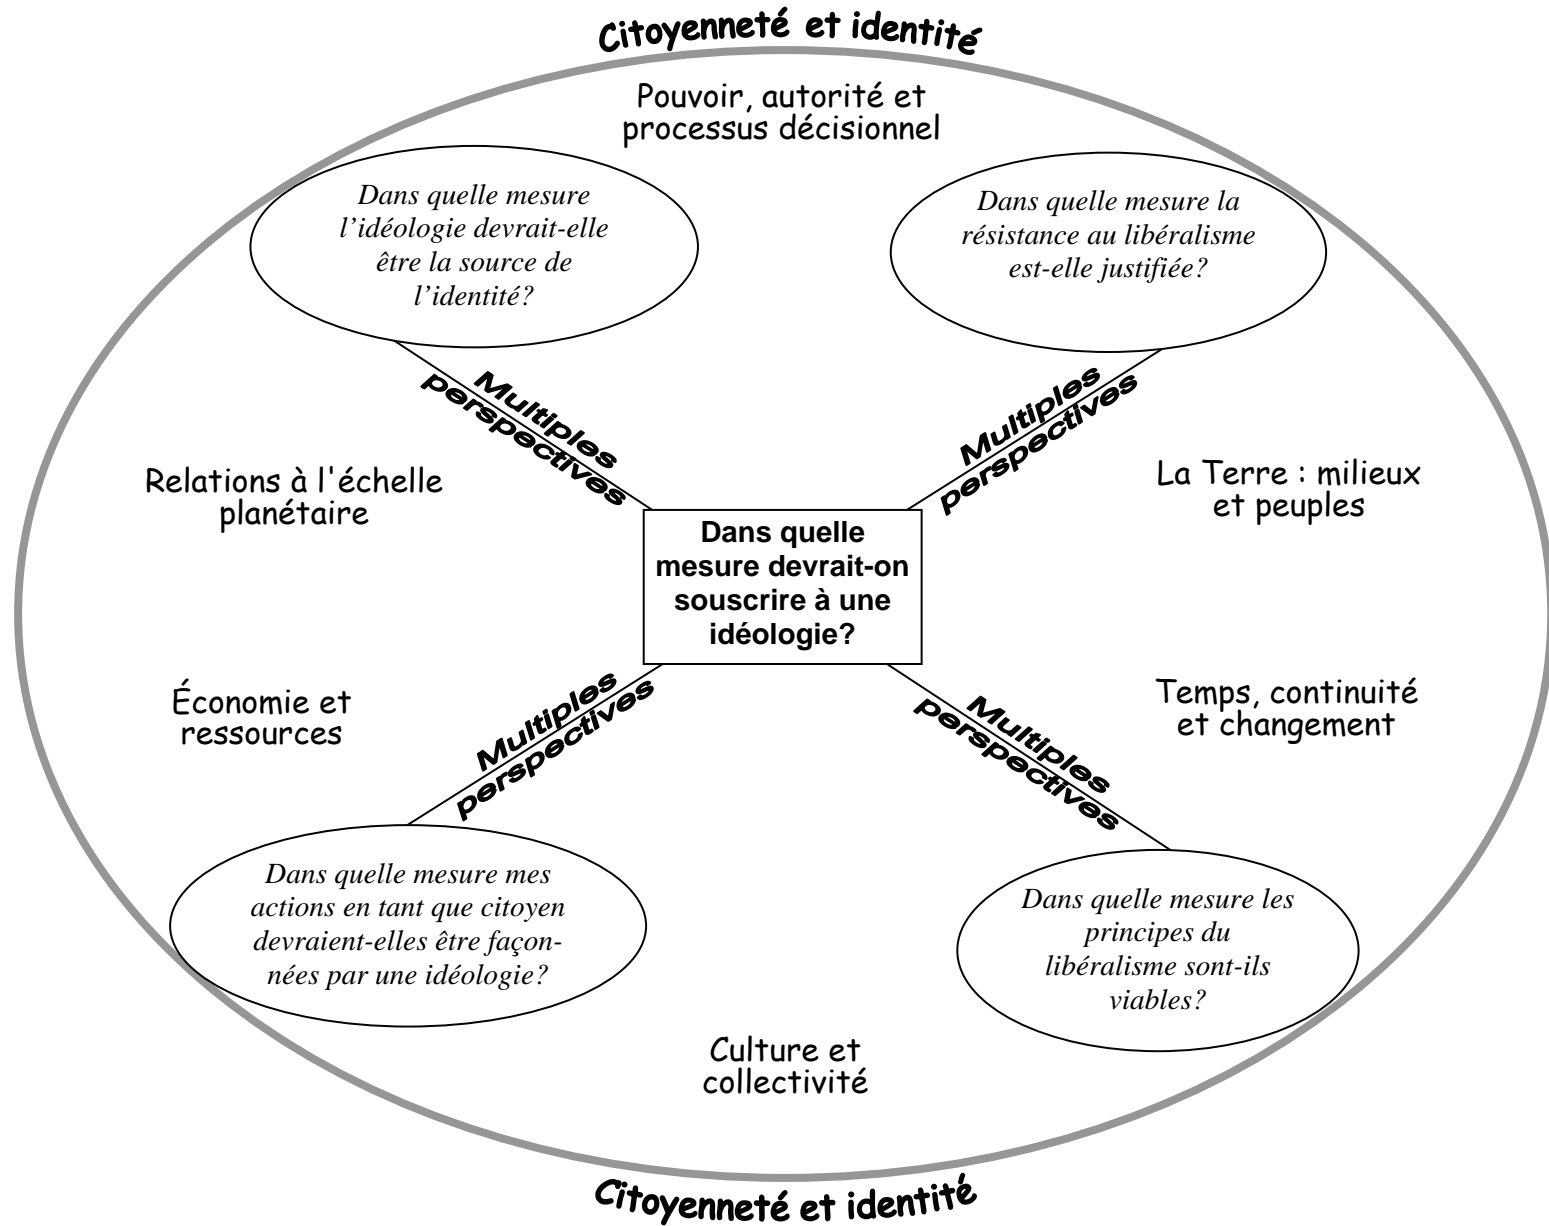 Citoyenneté et identité
Pouvoir, autorité et
processus décisionnel
Dans quelle mesure
l’idéologie devrait-elle
être la source de
l’identité?
Dans quelle mesure la
résistance au libéralisme
est-elle justifiée?
Multiples
perspectives
Multiples
perspectives
Relations à l'échelle
planétaire
La Terre : milieux
et peuples
Dans quelle
mesure devrait-on
souscrire à une
idéologie?
Économie et
ressources
Temps, continuité
et changement
Multiples
perspectives
Multiples
perspectives
Dans quelle mesure mes
actions en tant que citoyen
devraient-elles être façon-
nées par une idéologie?
Dans quelle mesure les
principes du
libéralisme sont-ils
viables?
Culture et
collectivité
Citoyenneté et identité